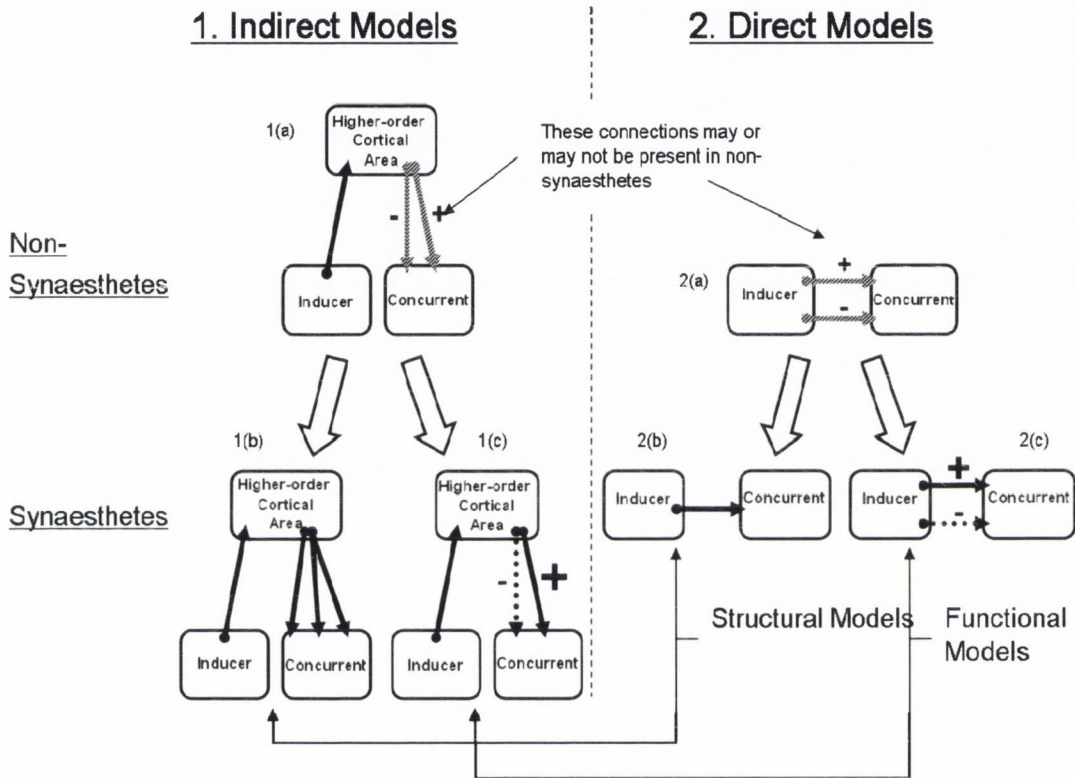 1. Indirect Models
2. Direct Models
1(a)
Higher-order
Cortical
Area
These connections may or
may not be present in non-
synaesthetes
-
+
Non-
Synaesthetes
Inducer
Concurrent
2(a)
Inducer
+
-
Concurrent
1(b)
1(c)
2(b)
2(c)
Synaesthetes
Higher-order
Cortical
Area
Higher-order
Cortical
Area
-
+
Inducer
Concurrent
Inducer
+
-
Concurrent
Inducer
Concurrent
Inducer
Concurrent
Structural Models
Functional
Models